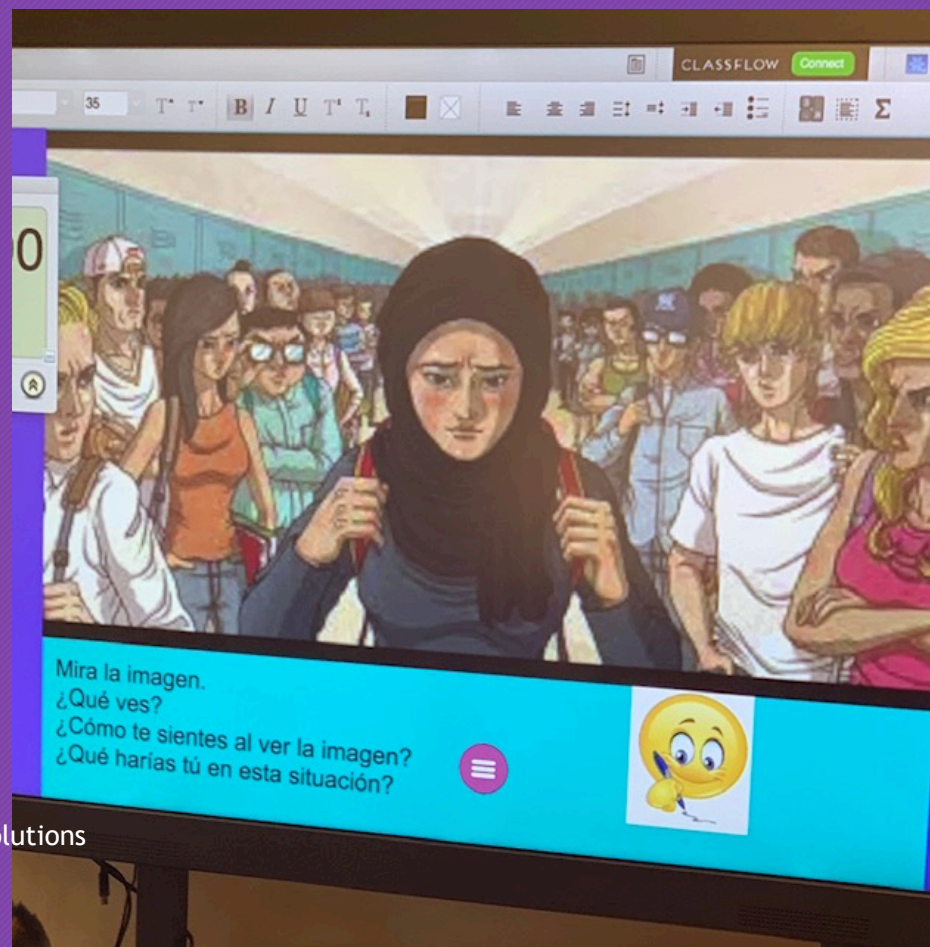 CLASSFLOW Connect
35 T T B I U T T Σ
0
Mira la imagen.
¿Qué ves?
¿Cómo te sientes al ver la imagen?
¿Qué harías tú en esta situación?
lutions